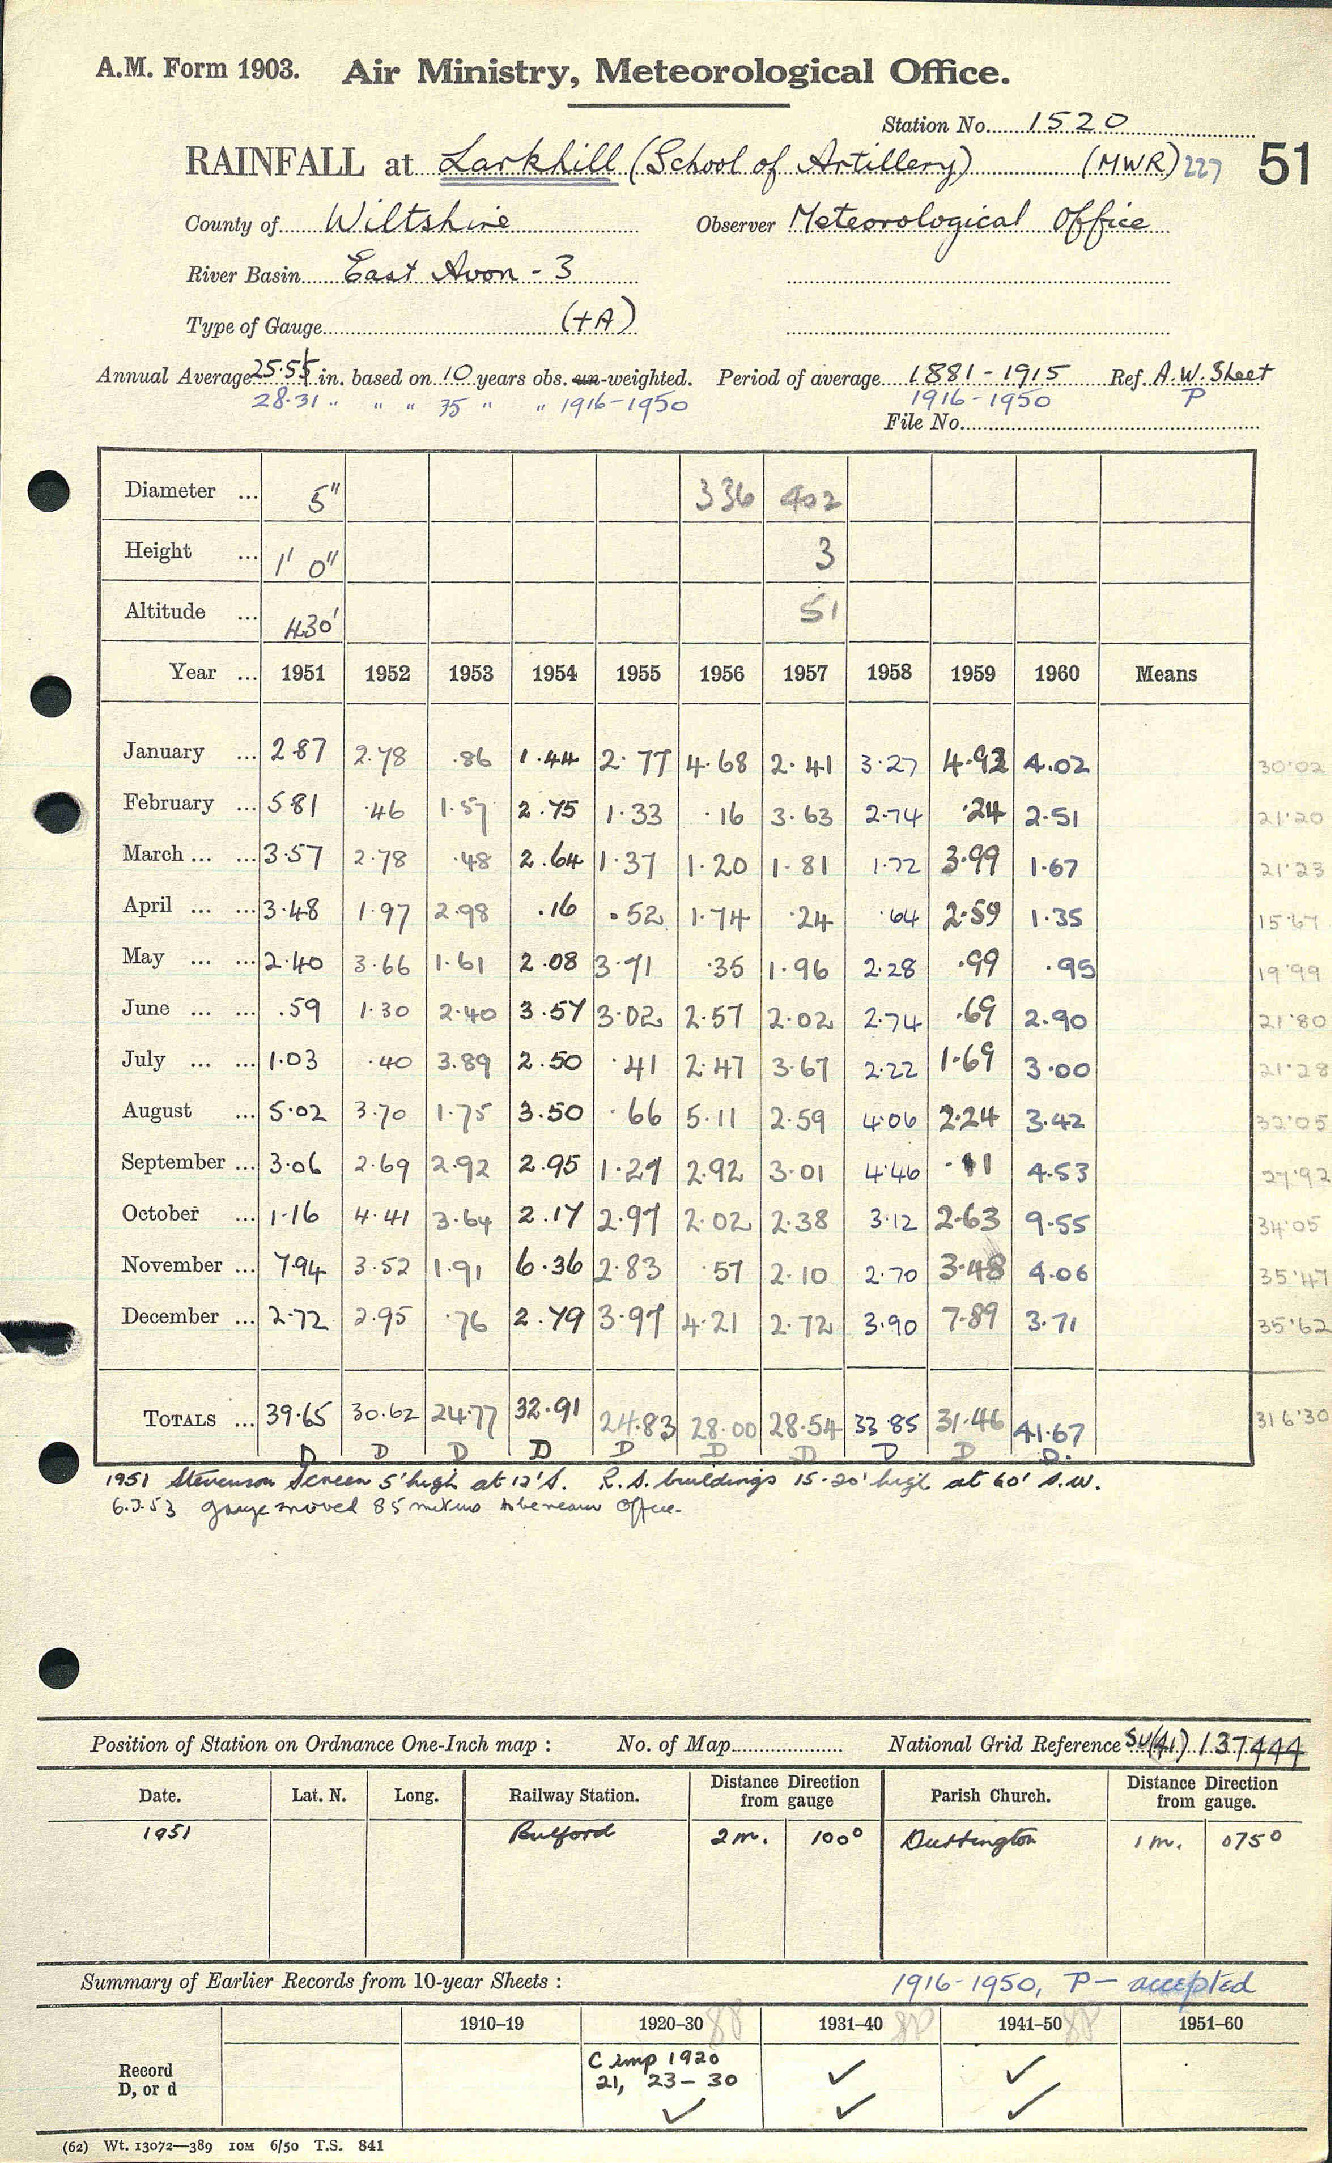 A.M. Form 1903. Air Ministry, Meteorological Office.
Station No. 1520
RAINFALL at Larkhill (School of Artillery) (MWR) 227 51
County of Wiltshire Observer Meteorological Office
River Basin East Avon - 3
Type of Gauge (+A)
Annual Average 25.55 in. based on 10 years obs. un-weighted. Period of average 1881-1915 Ref. A.W. Sheet
28.31 " " " 35 " " 1916-1950 1916-1950 P
File No.
Diameter ... 5" 336 402
Height ... 1' 0" 3
Altitude ... 430' 51
Year ... 1951 1952 1953 1954 1955 1956 1957 1958 1959 1960 Means
January ... 2.87 2.78 .86 1.44 2.77 4.68 2.41 3.27 4.92 4.02 30.02
February ... 5.81 .46 1.57 2.75 1.33 .16 3.63 2.74 .24 2.51 21.20
March ... ... 3.57 2.78 .48 2.64 1.37 1.20 1.81 1.72 3.99 1.67 21.23
April ... ... 3.48 1.97 2.98 .16 .52 1.74 .24 .64 2.59 1.35 15.67
May ... ... 2.40 3.66 1.61 2.08 3.71 .35 1.96 2.28 .99 .95 19.99
June ... ... .59 1.30 2.40 3.57 3.02 2.57 2.02 2.74 .69 2.90 21.80
July ... ... 1.03 .40 3.89 2.50 .41 2.47 3.67 2.22 1.69 3.00 21.28
August ... 5.02 3.70 1.75 3.50 .66 5.11 2.59 4.06 2.24 3.42 32.05
September ... 3.06 2.69 2.92 2.95 1.27 2.92 3.01 4.46 .11 4.53 27.92
October ... 1.16 4.41 3.64 2.17 2.97 2.02 2.38 3.12 2.63 9.55 34.05
November ... 7.94 3.52 1.91 6.36 2.83 .57 2.10 2.70 3.48 4.06 35.47
December ... 2.72 2.95 .76 2.79 3.97 4.21 2.72 3.90 7.89 3.71 35.62
TOTALS ... 39.65 30.62 24.77 32.91 24.83 28.00 28.54 33.85 31.46 41.67 316.30
D D D D D D D D D D.
1951 Stevenson Screen 5' high at 12' S. R.A. buildings 15-20' high at 60' S.W.
6.3.53 gauge moved 85 metres to be near office.
Position of Station on Ordnance One-Inch map : No. of Map National Grid Reference SU(41) 137444
Date. Lat. N. Long. Railway Station. Distance Direction from gauge Parish Church. Distance Direction from gauge.
1951 Bulford 2 m. 100° Durrington 1 m. 075°
Summary of Earlier Records from 10-year Sheets : 1916-1950, P - accepted
1910–19 1920–30 88 1931–40 88 1941–50 88 1951–60
Record D, or d
C imp 1920 ✓ ✓
21, 23-30
✓ ✓ ✓
(62) Wt. 13072—389 10M 6/50 T.S. 841